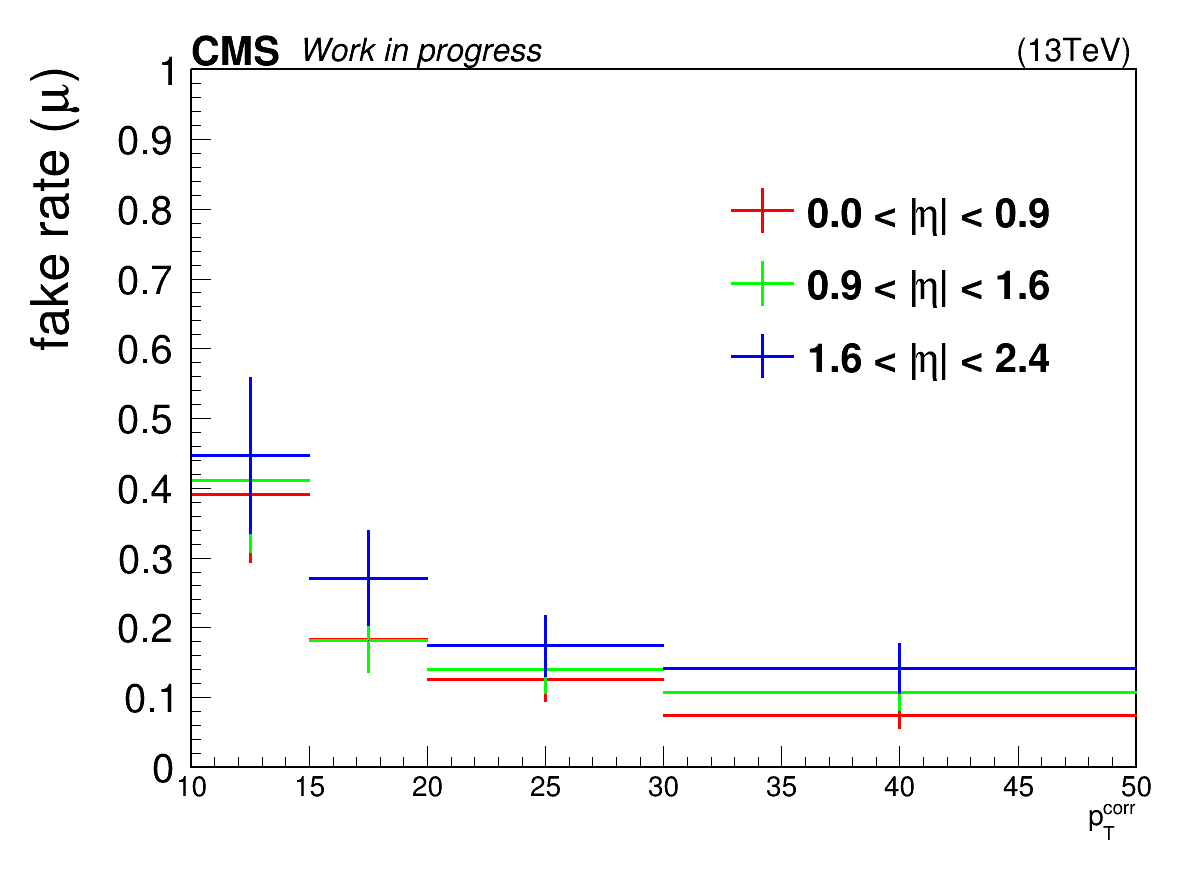 CMS Work in progress (13TeV)
fake rate (μ)
1
0.9
0.8
0.7
0.6
0.5
0.4
0.3
0.2
0.1
0
0.0 < |η| < 0.9
0.9 < |η| < 1.6
1.6 < |η| < 2.4
10 15 20 25 30 35 40 45 50
p_T^corr